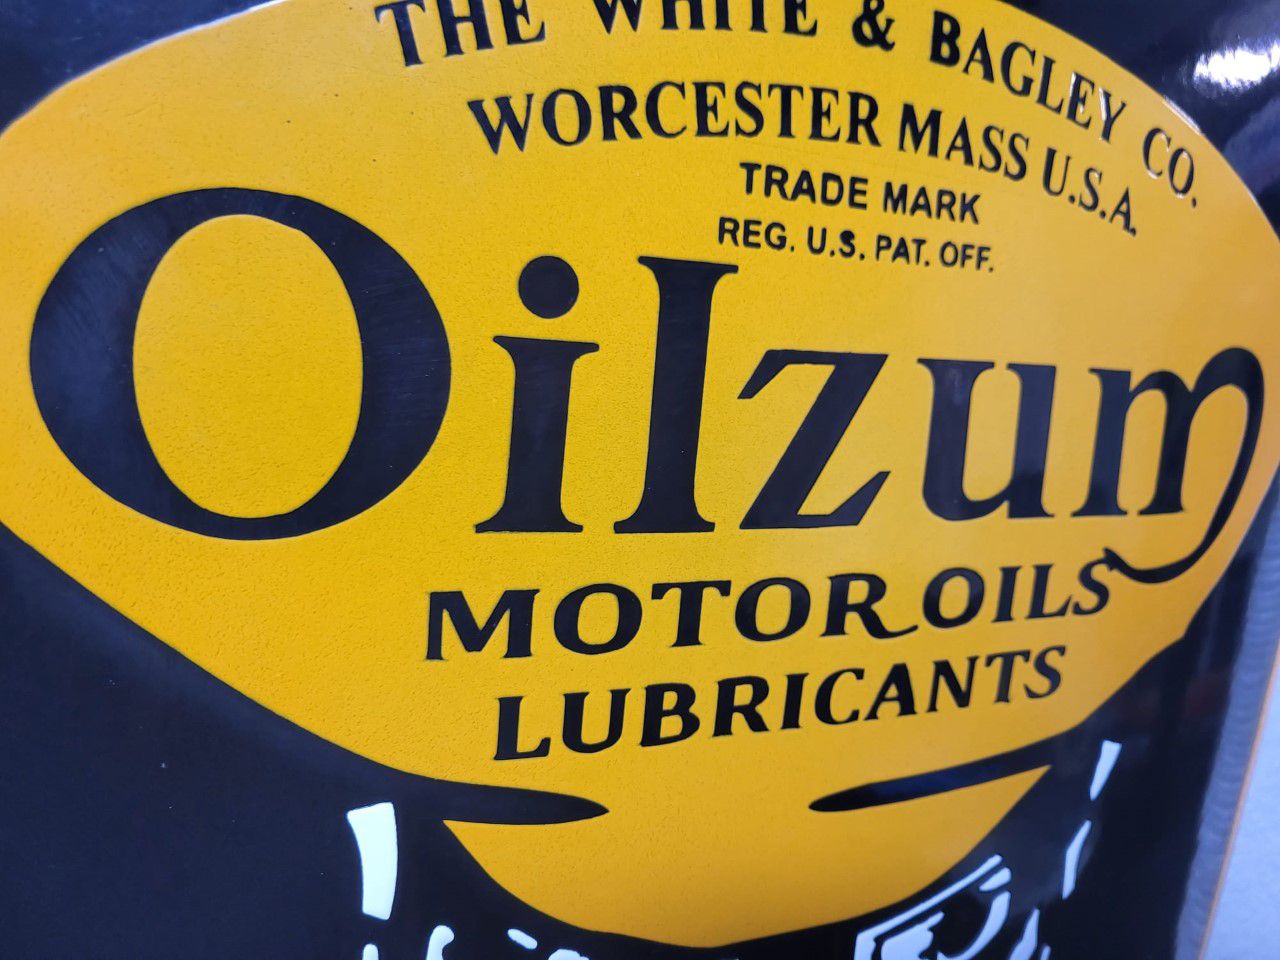 THE WHITE & BAGLEY CO.
WORCESTER MASS U.S.A.
TRADE MARK
REG. U.S. PAT. OFF.
Oilzum
MOTOR OILS
LUBRICANTS